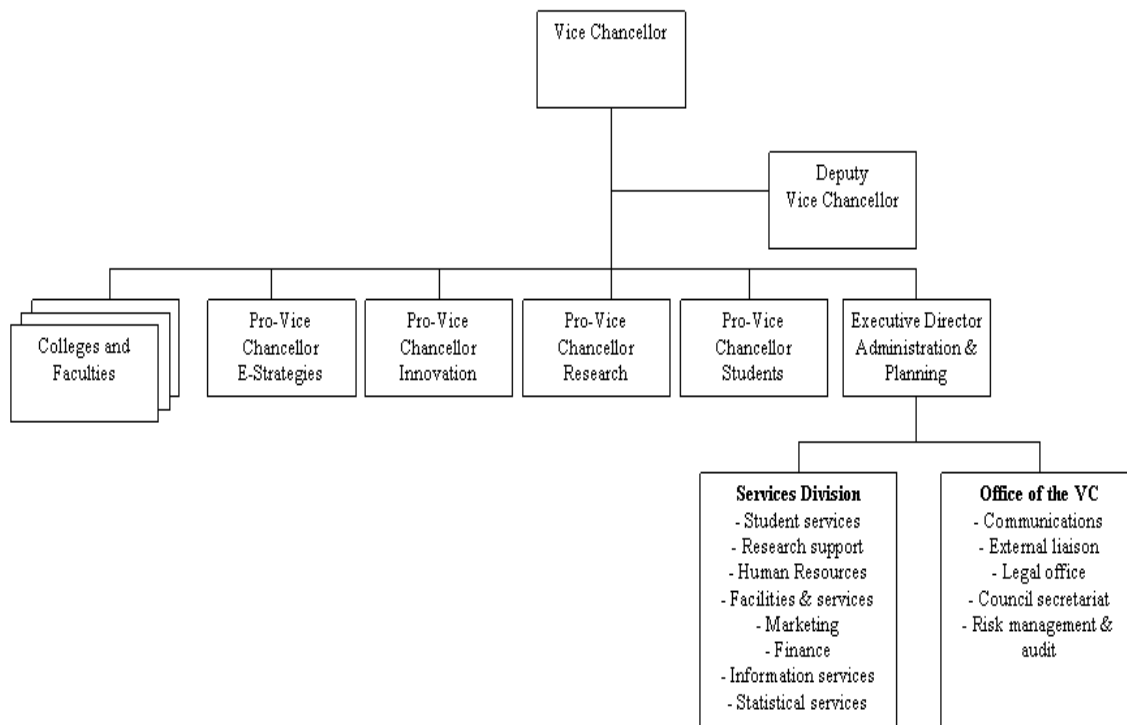 Vice Chancellor
Deputy
Vice Chancellor
Colleges and
Faculties
Pro-Vice
Chancellor
E-Strategies
Pro-Vice
Chancellor
Innovation
Pro-Vice
Chancellor
Research
Pro-Vice
Chancellor
Students
Executive Director
Administration &
Planning
Services Division
- Student services
- Research support
- Human Resources
- Facilities & services
- Marketing
- Finance
- Information services
- Statistical services
Office of the VC
- Communications
- External liaison
- Legal office
- Council secretariat
- Risk management &
audit